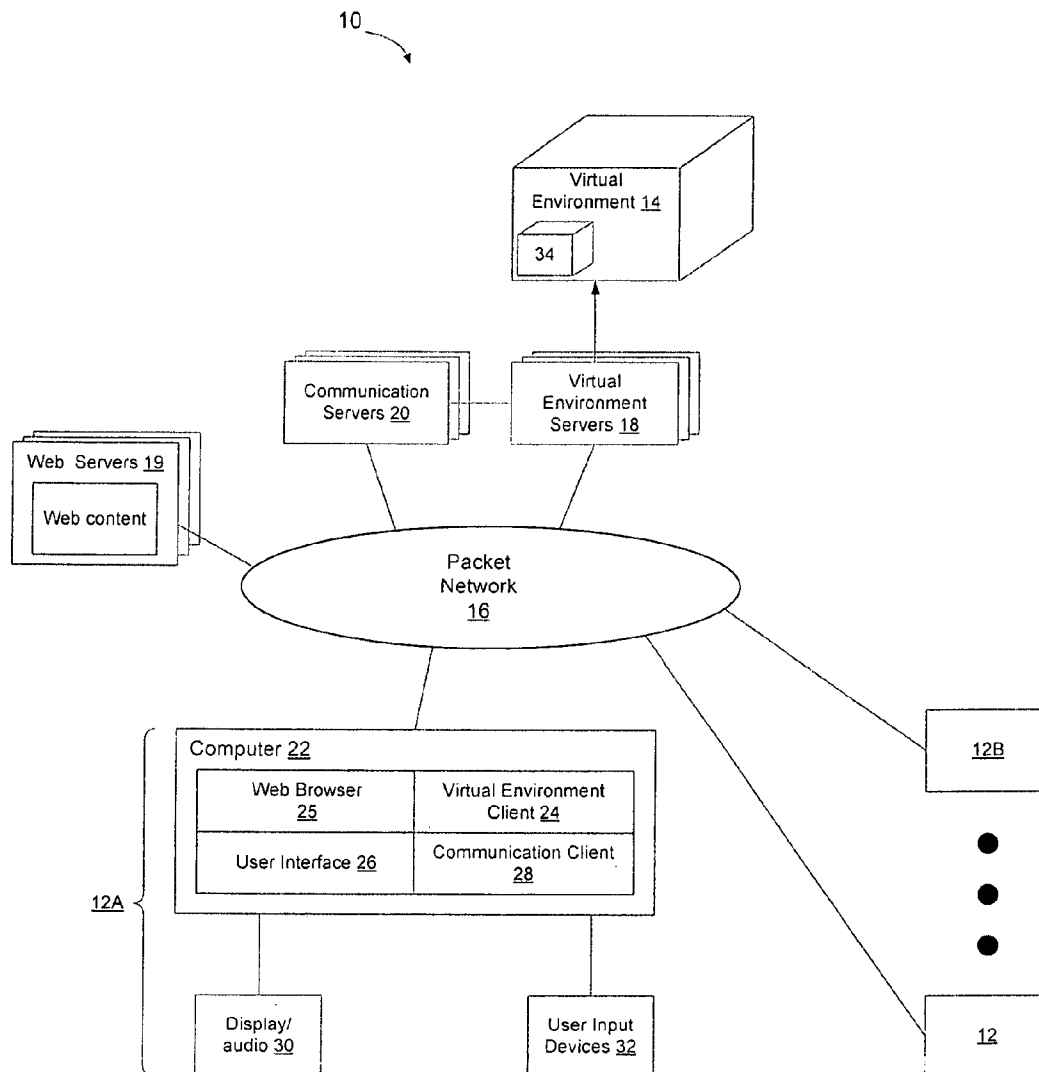 10
Virtual
Environment 14
34
Communication
Servers 20
Virtual
Environment
Servers 18
Web Servers 19
Web content
Packet
Network
16
Computer 22
Web Browser
25
Virtual Environment
Client 24
User Interface 26
Communication Client
28
12A
12B
Display/
audio 30
User Input
Devices 32
12